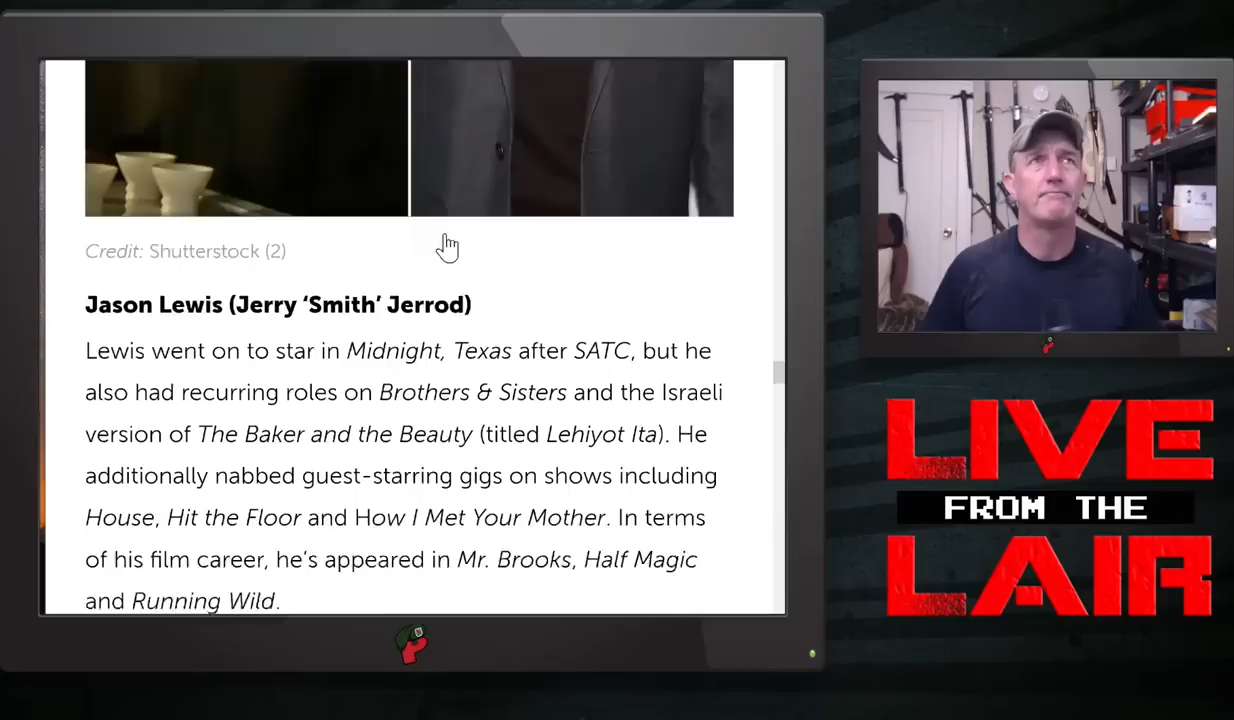 Credit: Shutterstock (2)
Jason Lewis (Jerry ‘Smith’ Jerrod)
Lewis went on to star in Midnight, Texas after SATC, but he
also had recurring roles on Brothers & Sisters and the Israeli
version of The Baker and the Beauty (titled Lehiyot Ita). He
additionally nabbed guest-starring gigs on shows including
House, Hit the Floor and How I Met Your Mother. In terms
of his film career, he’s appeared in Mr. Brooks, Half Magic
and Running Wild.
LIVE
FROM THE
LAIR